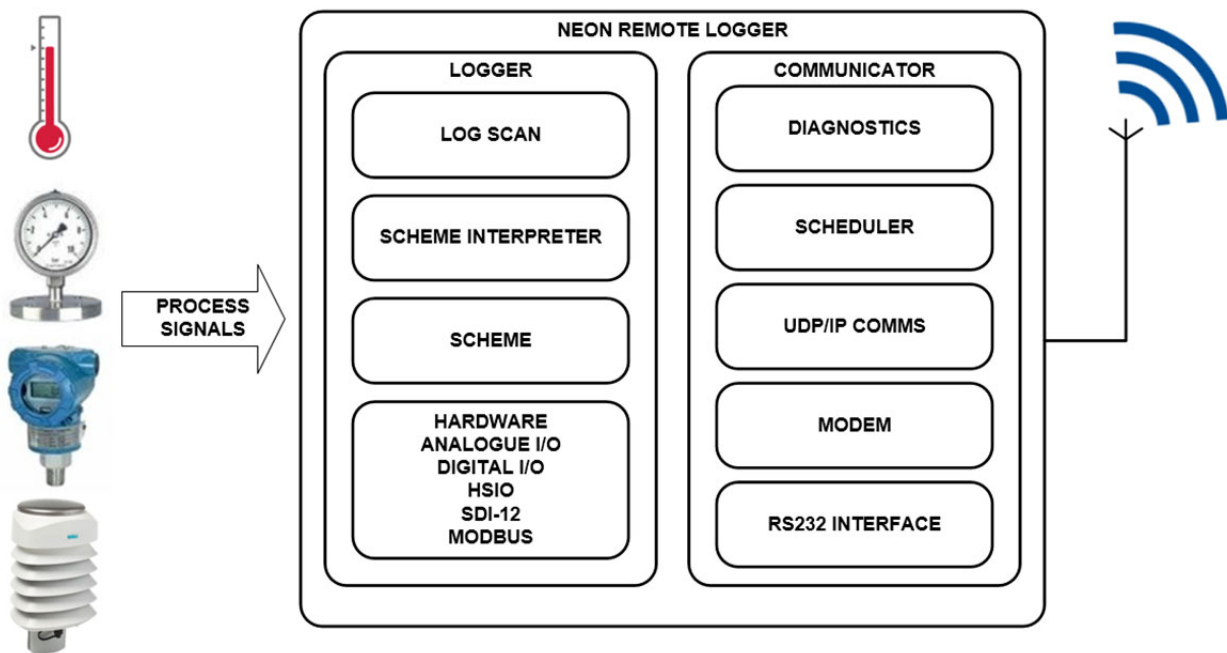 NEON REMOTE LOGGER
LOGGER
LOG SCAN
SCHEME INTERPRETER
SCHEME
HARDWARE
ANALOGUE I/O
DIGITAL I/O
HSIO
SDI-12
MODBUS
COMMUNICATOR
DIAGNOSTICS
SCHEDULER
UDP/IP COMMS
MODEM
RS232 INTERFACE
PROCESS
SIGNALS